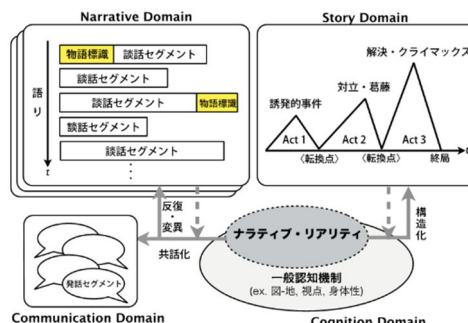 Narrative Domain
物語標識 談話セグメント
談話セグメント
談話セグメント 物語標識
談話セグメント
談話セグメント
語り
t
Story Domain
解決・クライマックス
対立・葛藤
誘発的事件
Act 1 Act 2 Act 3
t
〈転換点〉 〈転換点〉 終局
反復・変異
共話化
構造化
ナラティブ・リアリティ
一般認知機制
(ex. 図-地, 視点, 身体性)
発話セグメント
Communication Domain
Cognition Domain